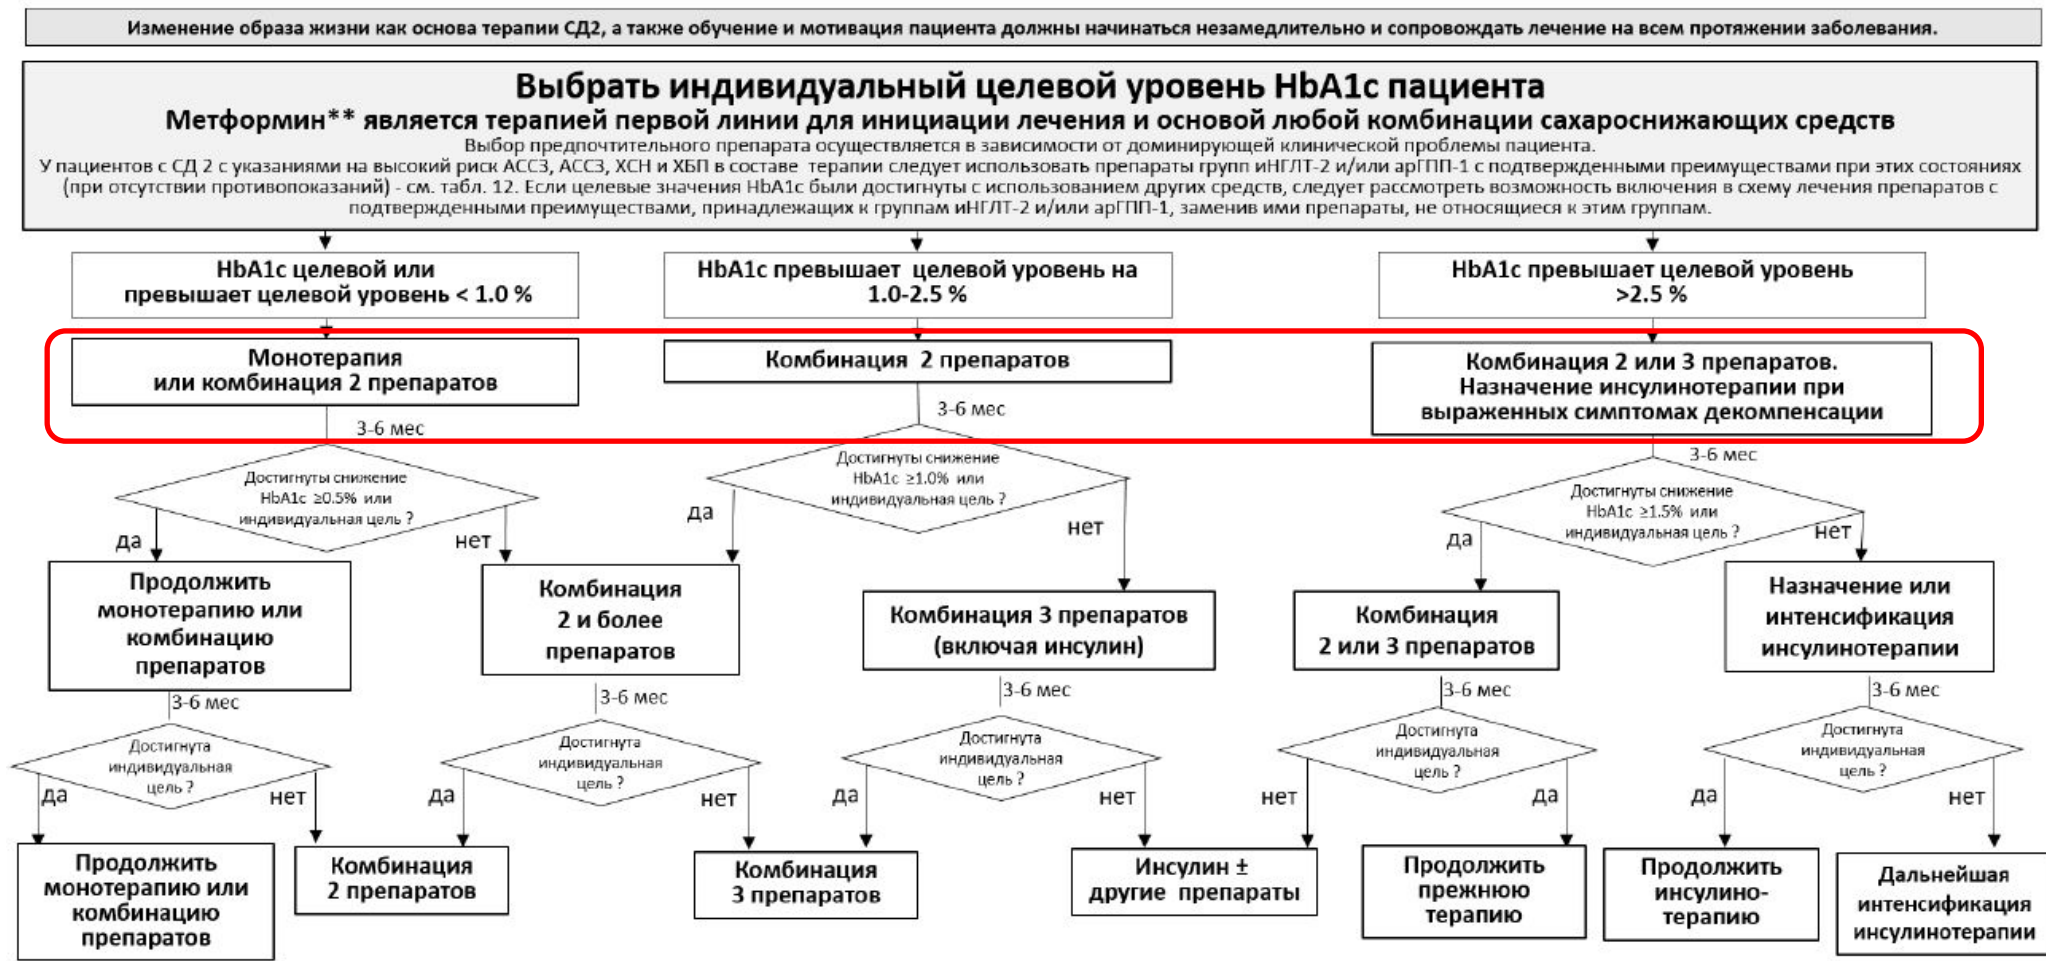 Изменение образа жизни как основа терапии СД2, а также обучение и мотивация пациента должны начинаться незамедлительно и сопровождать лечение на всем протяжении заболевания.
Выбрать индивидуальный целевой уровень HbA1c пациента
Метформин** является терапией первой линии для инициации лечения и основой любой комбинации сахароснижающих средств
Выбор предпочтительного препарата осуществляется в зависимости от доминирующей клинической проблемы пациента.
У пациентов с СД 2 с указаниями на высокий риск АССЗ, АССЗ, ХСН и ХБП в составе терапии следует использовать препараты групп иНГЛТ-2 и/или арГПП-1 с подтвержденными преимуществами при этих состояниях
(при отсутствии противопоказаний) - см. табл. 12. Если целевые значения HbA1c были достигнуты с использованием других средств, следует рассмотреть возможность включения в схему лечения препаратов с
подтвержденными преимуществами, принадлежащих к группам иНГЛТ-2 и/или арГПП-1, заменив ими препараты, не относящиеся к этим группам.
HbA1c целевой или
превышает целевой уровень < 1.0 %
HbA1c превышает целевой уровень на
1.0-2.5 %
HbA1c превышает целевой уровень
>2.5 %
Монотерапия
или комбинация 2 препаратов
Комбинация 2 препаратов
Комбинация 2 или 3 препаратов.
Назначение инсулинотерапии при
выраженных симптомах декомпенсации
3-6 мес
3-6 мес
3-6 мес
Достигнуты снижение
HbA1c ≥0.5% или
индивидуальная цель ?
Достигнуты снижение
HbA1c ≥1.0% или
индивидуальная цель ?
Достигнуты снижение
HbA1c ≥1.5% или
индивидуальная цель ?
да
нет
да
нет
да
нет
Продолжить
монотерапию или
комбинацию
препаратов
Комбинация
2 и более
препаратов
Комбинация 3 препаратов
(включая инсулин)
Комбинация
2 или 3 препаратов
Назначение или
интенсификация
инсулинотерапии
3-6 мес
3-6 мес
3-6 мес
3-6 мес
3-6 мес
Достигнута
индивидуальная
цель ?
Достигнута
индивидуальная
цель ?
Достигнута
индивидуальная
цель ?
Достигнута
индивидуальная
цель ?
Достигнута
индивидуальная
цель ?
да
нет
да
нет
да
нет
нет
да
да
нет
Продолжить
монотерапию или
комбинацию
препаратов
Комбинация
2 препаратов
Комбинация
3 препаратов
Инсулин ±
другие препараты
Продолжить
прежнюю
терапию
Продолжить
инсулино-
терапию
Дальнейшая
интенсификация
инсулинотерапии